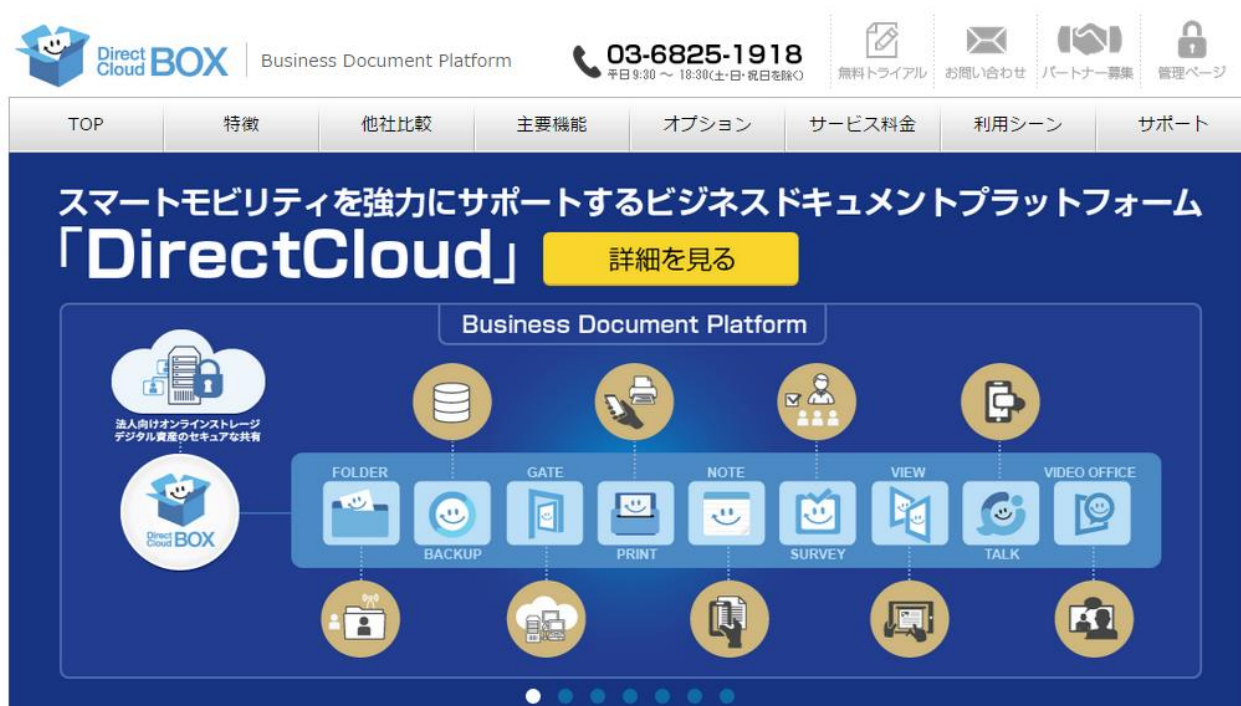 Direct Cloud BOX
Business Document Platform
03-6825-1918
平日9:30 ～ 18:30(土・日・祝日を除く)
無料トライアル
お問い合わせ
パートナー募集
管理ページ
TOP
特徴
他社比較
主要機能
オプション
サービス料金
利用シーン
サポート
スマートモビリティを強力にサポートするビジネスドキュメントプラットフォーム
「DirectCloud」
詳細を見る
Business Document Platform
法人向けオンラインストレージ
デジタル資産のセキュアな共有
Direct Cloud BOX
FOLDER
GATE
NOTE
VIEW
VIDEO OFFICE
BACKUP
PRINT
SURVEY
TALK